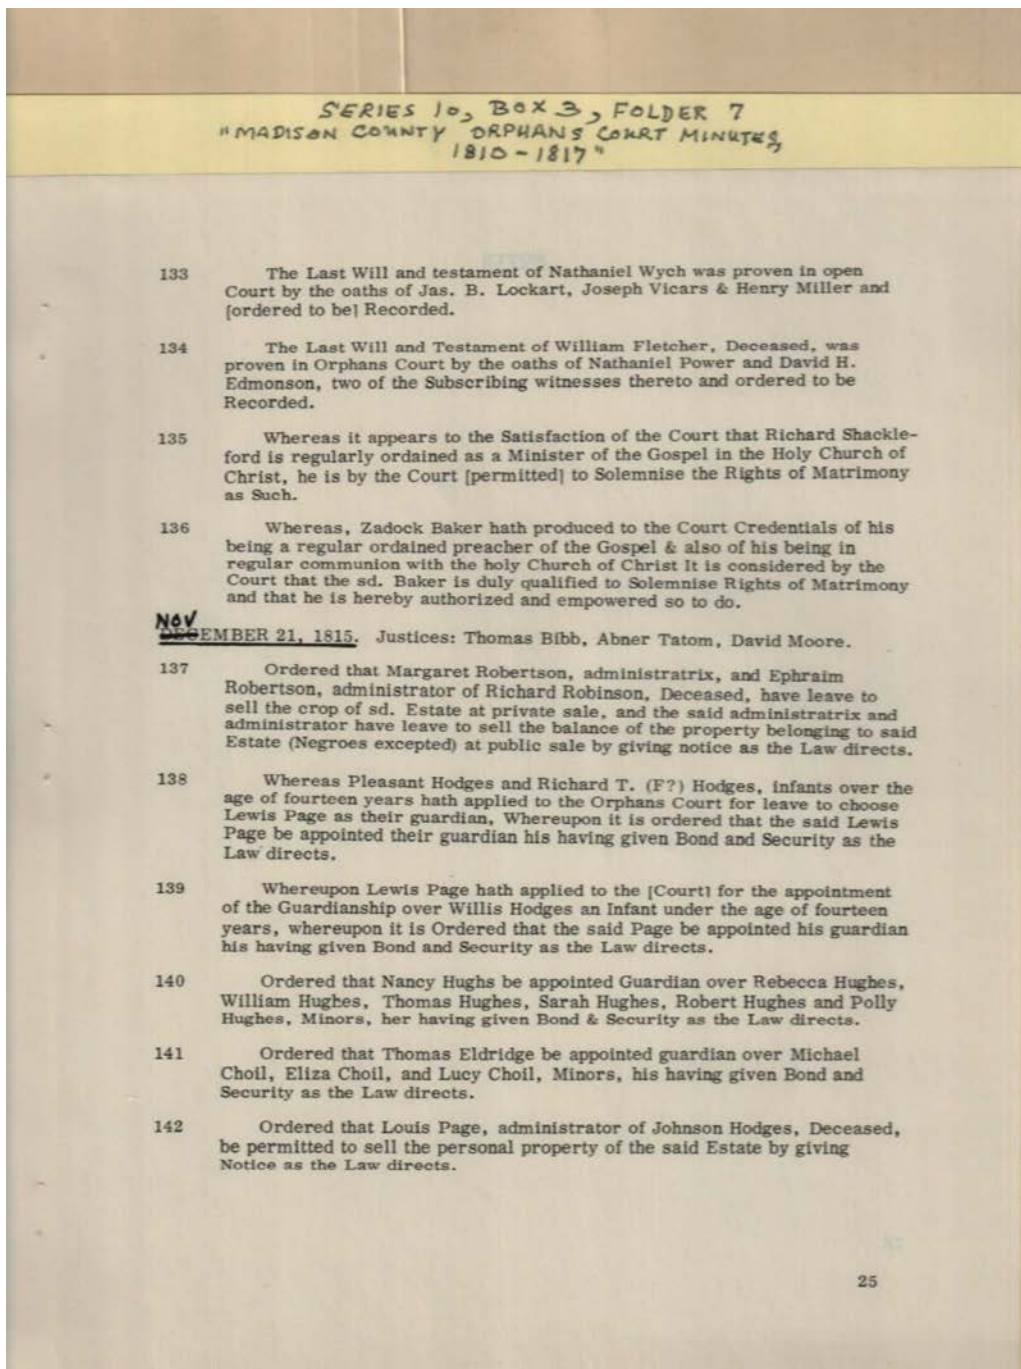 SERIES 10, BOX 3, FOLDER 7
"MADISON COUNTY ORPHANS COURT MINUTES,
1810-1817"
133 The Last Will and testament of Nathaniel Wych was proven in open
Court by the oaths of Jas. B. Lockart, Joseph Vicars & Henry Miller and
[ordered to be] Recorded.
134 The Last Will and Testament of William Fletcher, Deceased, was
proven in Orphans Court by the oaths of Nathaniel Power and David H.
Edmonson, two of the Subscribing witnesses thereto and ordered to be
Recorded.
135 Whereas it appears to the Satisfaction of the Court that Richard Shackle-
ford is regularly ordained as a Minister of the Gospel in the Holy Church of
Christ, he is by the Court [permitted] to Solemnise the Rights of Matrimony
as Such.
136 Whereas, Zadock Baker hath produced to the Court Credentials of his
being a regular ordained preacher of the Gospel & also of his being in
regular communion with the holy Church of Christ It is considered by the
Court that the sd. Baker is duly qualified to Solemnise Rights of Matrimony
and that he is hereby authorized and empowered so to do.
NOV
DECEMBER 21, 1815. Justices: Thomas Bibb, Abner Tatom, David Moore.
137 Ordered that Margaret Robertson, administratrix, and Ephraim
Robertson, administrator of Richard Robinson, Deceased, have leave to
sell the crop of sd. Estate at private sale, and the said administratrix and
administrator have leave to sell the balance of the property belonging to said
Estate (Negroes excepted) at public sale by giving notice as the Law directs.
138 Whereas Pleasant Hodges and Richard T. (F?) Hodges, infants over the
age of fourteen years hath applied to the Orphans Court for leave to choose
Lewis Page as their guardian, Whereupon it is ordered that the said Lewis
Page be appointed their guardian his having given Bond and Security as the
Law directs.
139 Whereupon Lewis Page hath applied to the [Court] for the appointment
of the Guardianship over Willis Hodges an Infant under the age of fourteen
years, whereupon it is Ordered that the said Page be appointed his guardian
his having given Bond and Security as the Law directs.
140 Ordered that Nancy Hughs be appointed Guardian over Rebecca Hughes,
William Hughes, Thomas Hughes, Sarah Hughes, Robert Hughes and Polly
Hughes, Minors, her having given Bond & Security as the Law directs.
141 Ordered that Thomas Eldridge be appointed guardian over Michael
Choil, Eliza Choil, and Lucy Choil, Minors, his having given Bond and
Security as the Law directs.
142 Ordered that Louis Page, administrator of Johnson Hodges, Deceased,
be permitted to sell the personal property of the said Estate by giving
Notice as the Law directs.
25